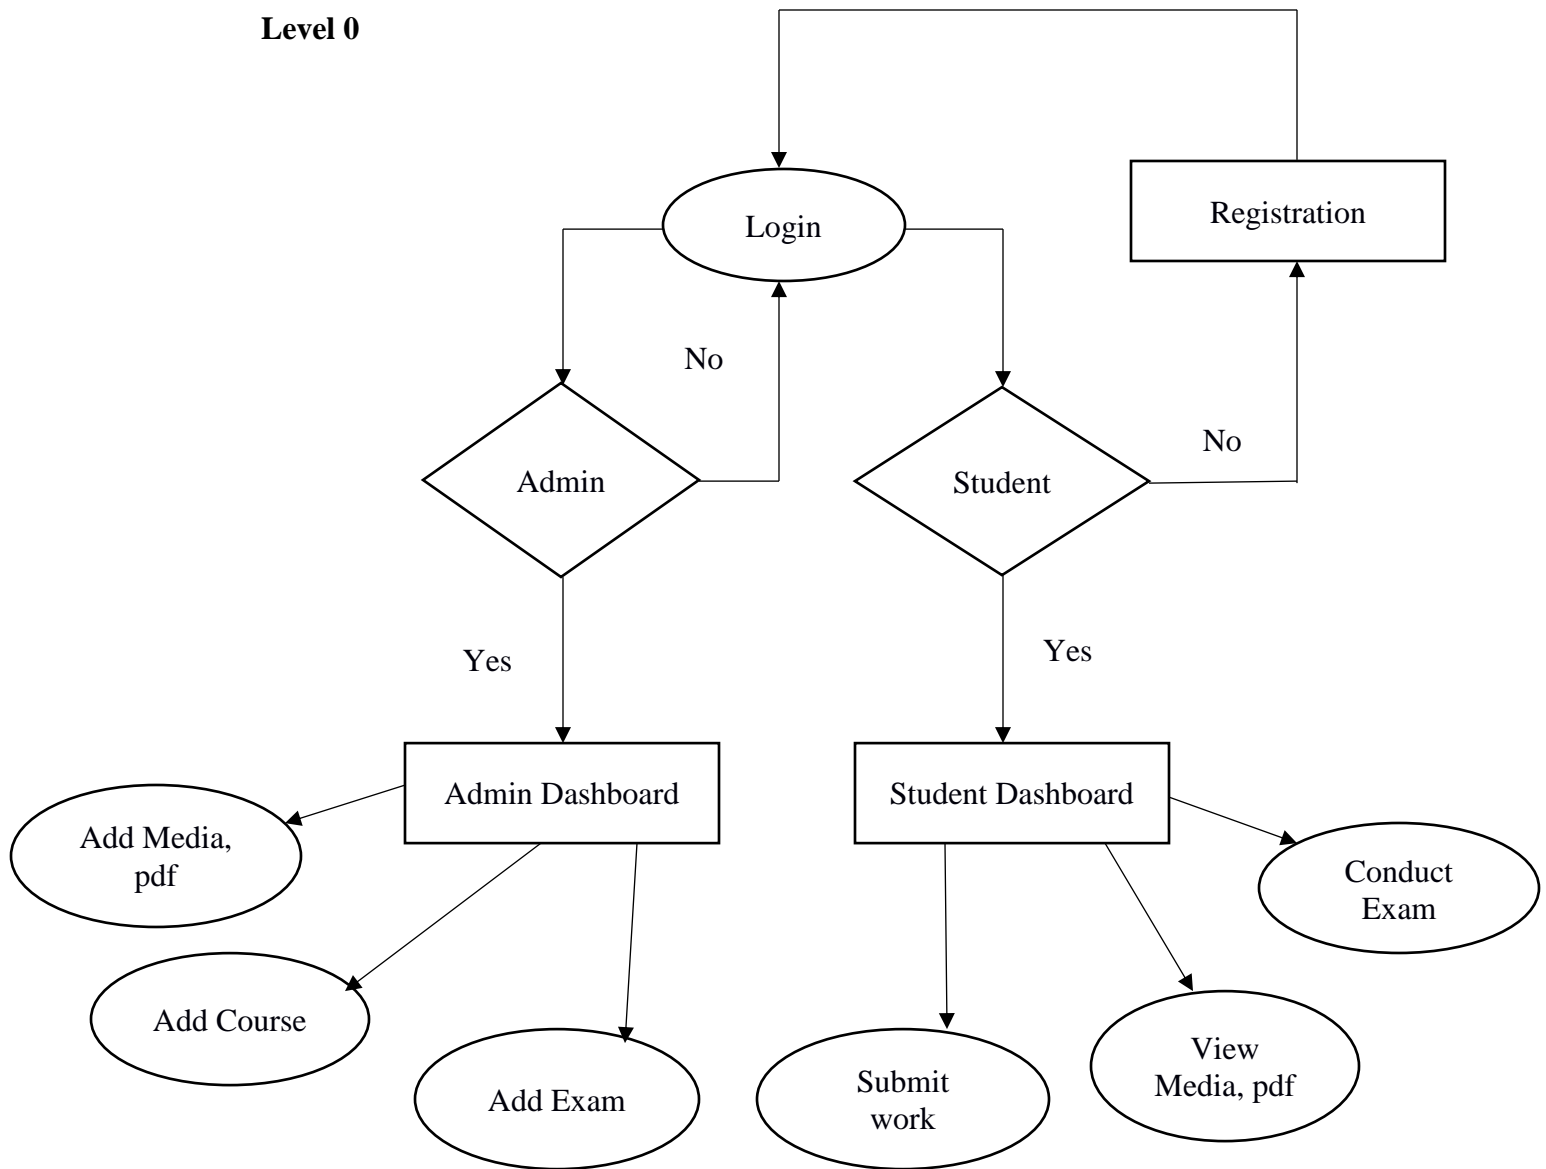 Level 0
Registration
Login
No
No
Admin
Student
Yes
Yes
Admin Dashboard
Student Dashboard
Add Media,
pdf
Conduct
Exam
Add Course
View
Media, pdf
Add Exam
Submit
work